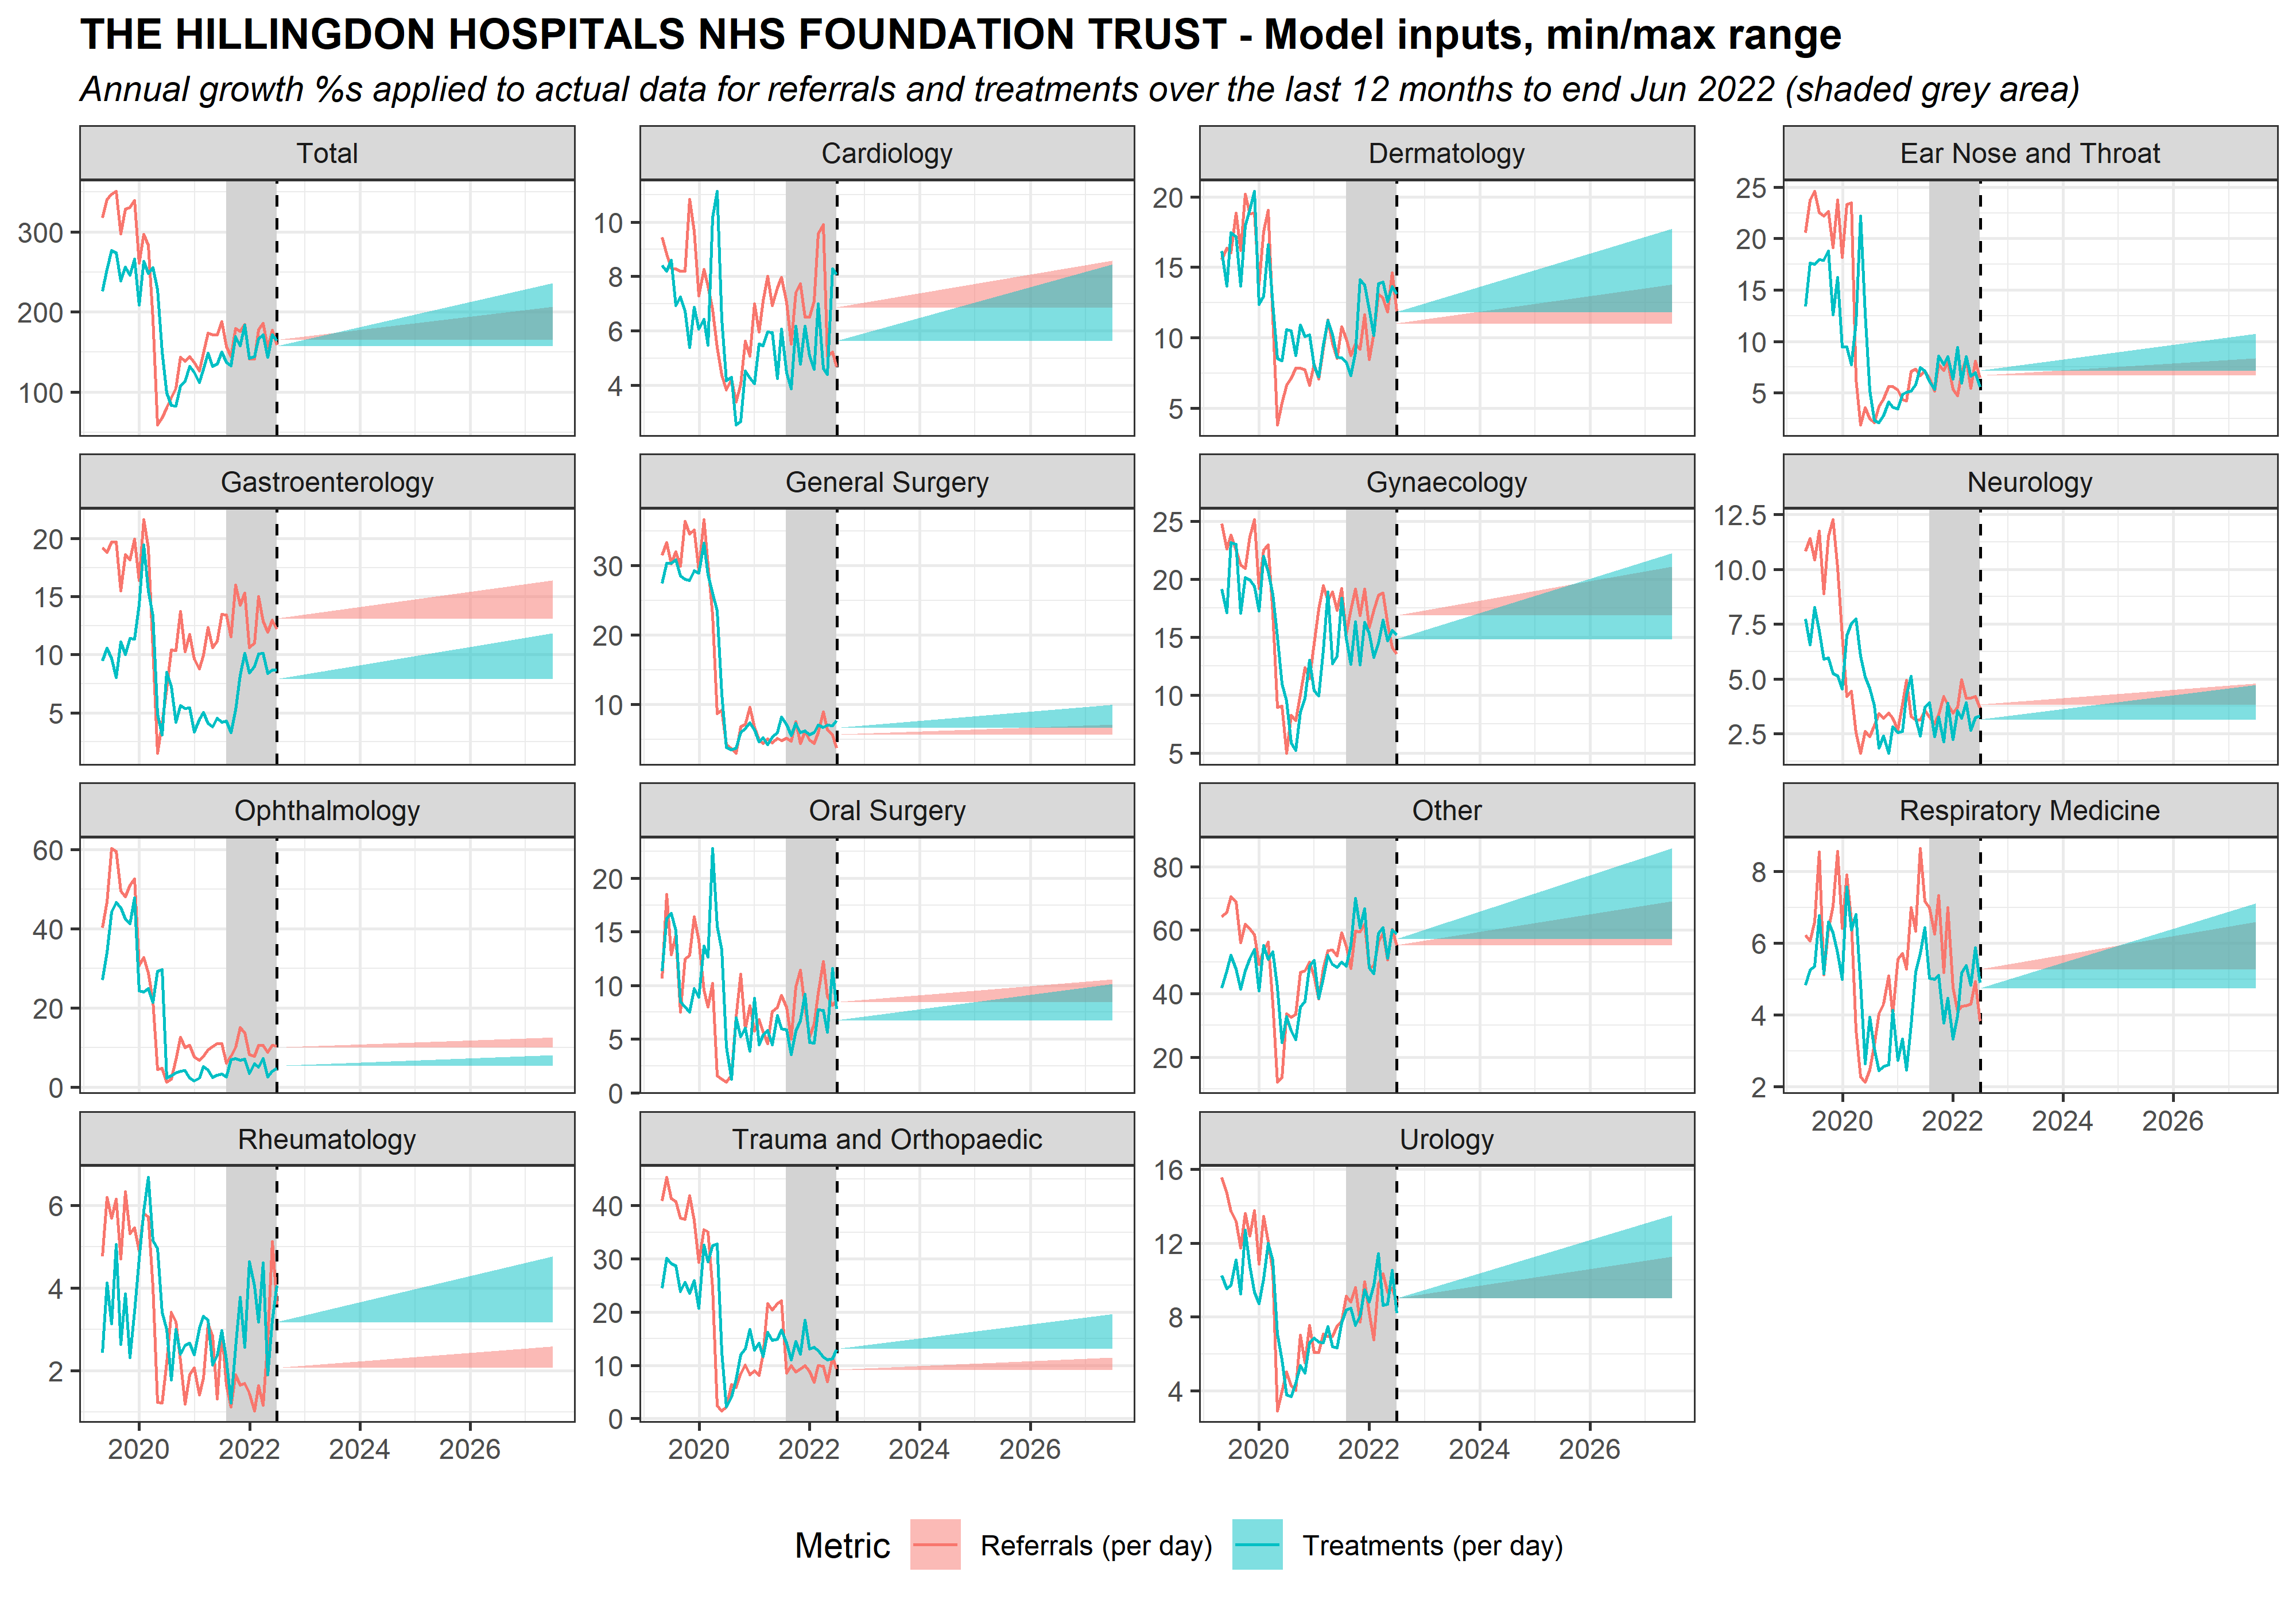 THE HILLINGDON HOSPITALS NHS FOUNDATION TRUST - Model inputs, min/max range
Annual growth %s applied to actual data for referrals and treatments over the last 12 months to end Jun 2022 (shaded grey area)
Total
Cardiology
Dermatology
Ear Nose and Throat
300
200
100
10
8
6
4
20
15
10
5
25
20
15
10
5
Gastroenterology
General Surgery
Gynaecology
Neurology
20
15
10
5
30
20
10
25
20
15
10
5
12.5
10.0
7.5
5.0
2.5
Ophthalmology
Oral Surgery
Other
Respiratory Medicine
60
40
20
0
20
15
10
5
0
80
60
40
20
8
6
4
2
2020 2022 2024 2026
Rheumatology
Trauma and Orthopaedic
Urology
6
4
2
40
30
20
10
0
16
12
8
4
2020 2022 2024 2026
2020 2022 2024 2026
2020 2022 2024 2026
Metric Referrals (per day) Treatments (per day)